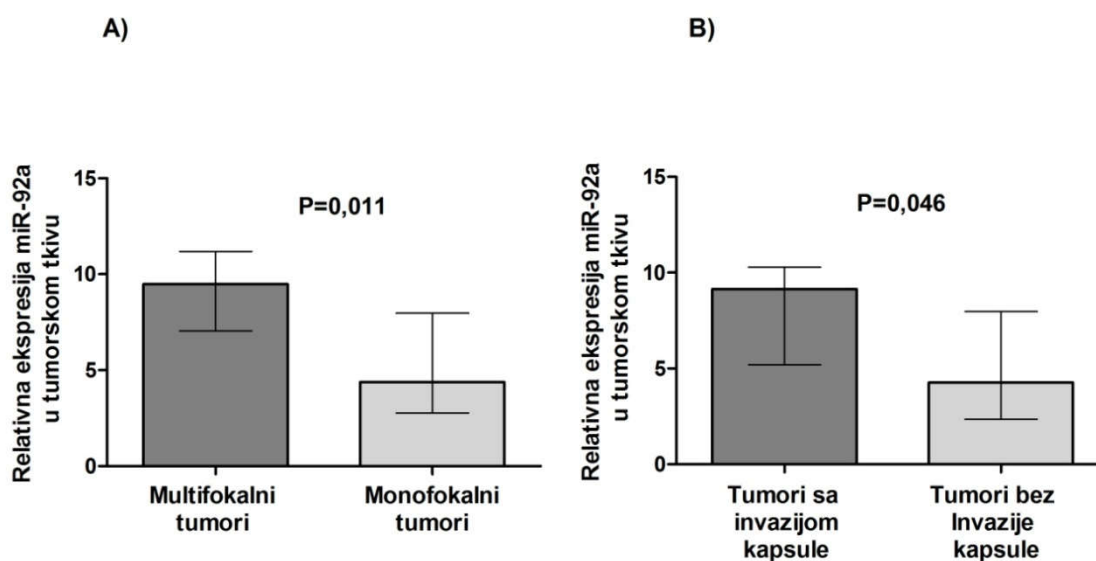 A)
Relativna ekspresija miR-92a
u tumorskom tkivu
15
10
5
0
P=0,011
Multifokalni
tumori
Monofokalni
tumori
B)
Relativna ekspresija miR-92a
u tumorskom tkivu
15
10
5
0
P=0,046
Tumori sa
invazijom
kapsule
Tumori bez
Invazije
kapsule